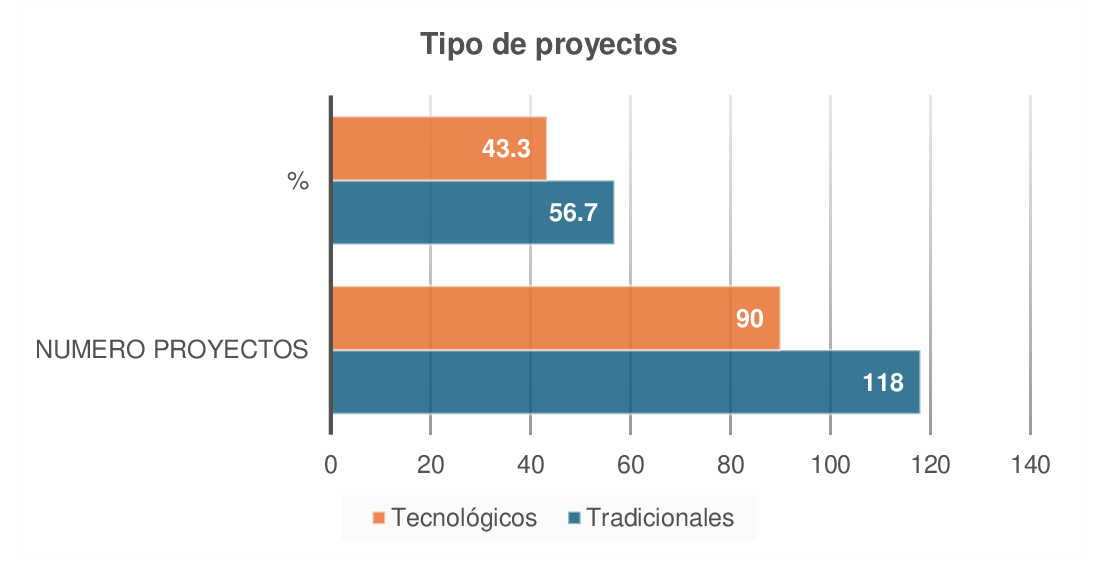 Tipo de proyectos
43.3
%
56.7
90
NUMERO PROYECTOS
118
0 20 40 60 80 100 120 140
Tecnológicos Tradicionales